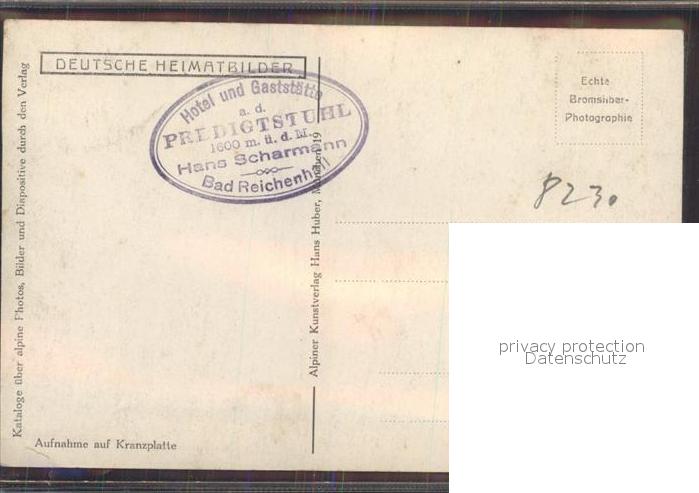 DEUTSCHE HEIMATBILDER
Hotel und Gaststätte
a. d.
PREDIGTSTUHL
1600 m. ü. d. M.
Hans Scharmann
Bad Reichenhall
Echte
Bromsilber-
Photographie
8230
Kataloge über alpine Photos, Bilder und Diapositive durch den Verlag
Alpiner Kunstverlag Hans Huber, München 19
Aufnahme auf Kranzplatte
privacy protection
Datenschutz